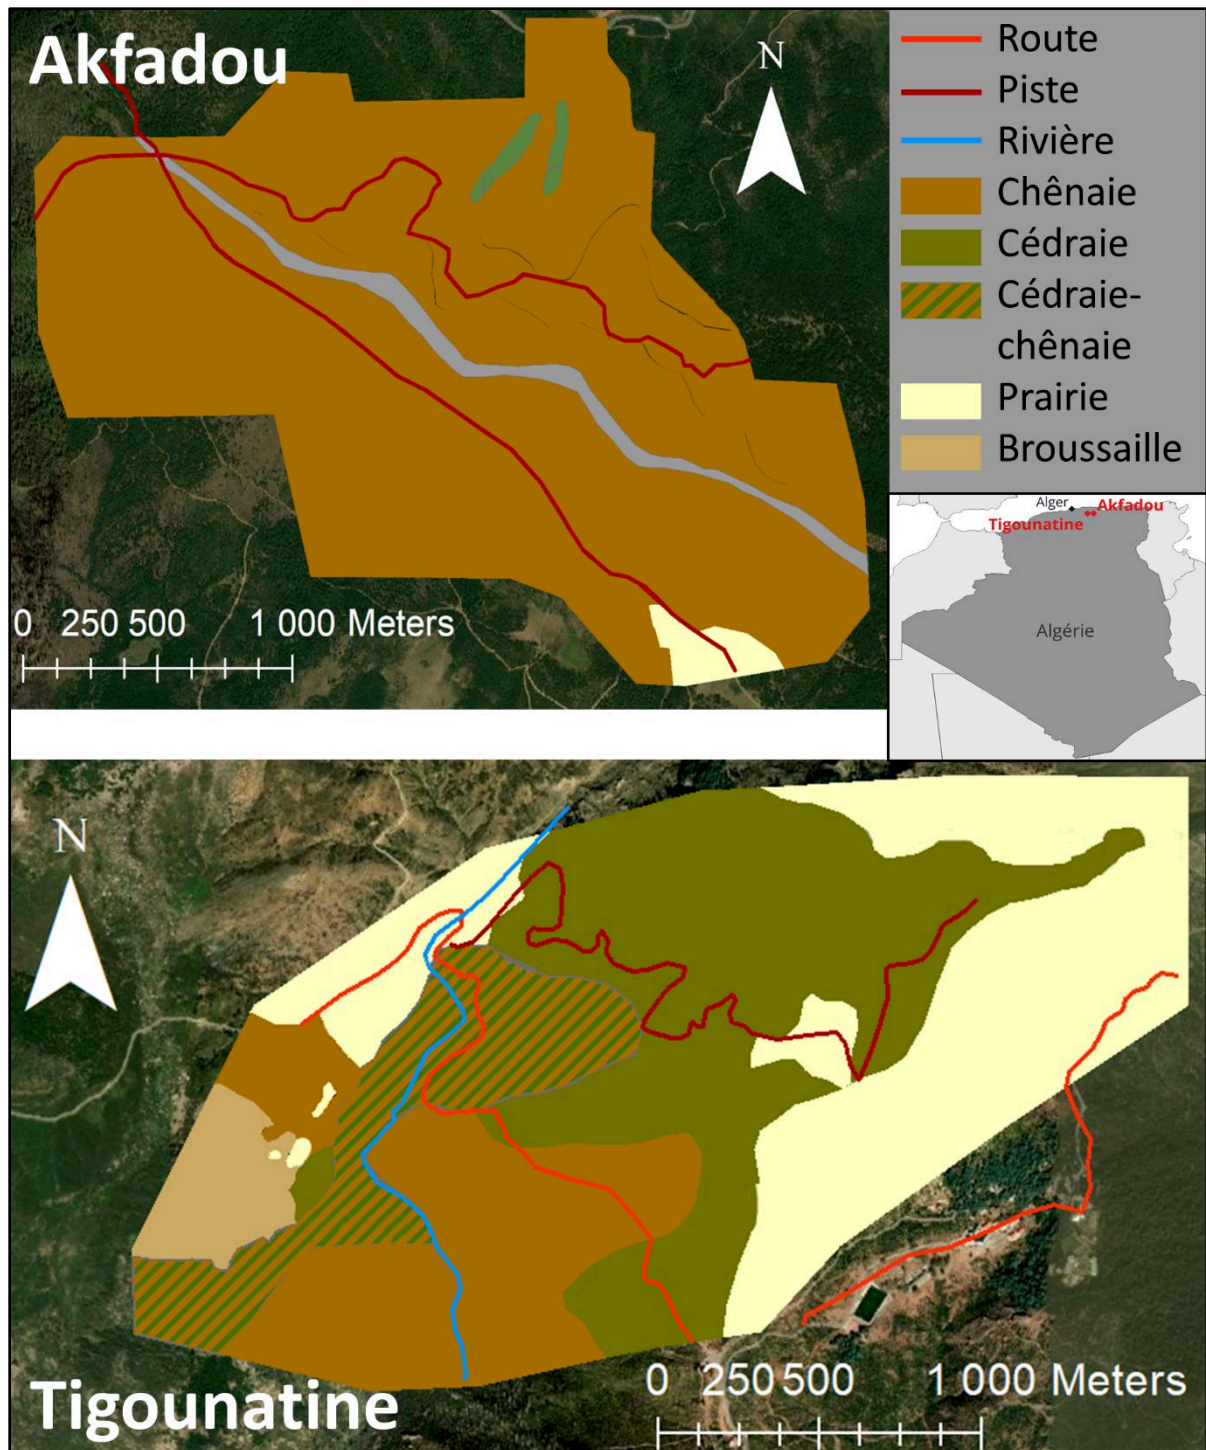 Akfadou
N
0 250 500 1 000 Meters
Route
Piste
Rivière
Chênaie
Cédraie
Cédraie-
chênaie
Prairie
Broussaille
Alger
Akfadou
Tigounatine
Algérie
N
0 250 500 1 000 Meters
Tigounatine